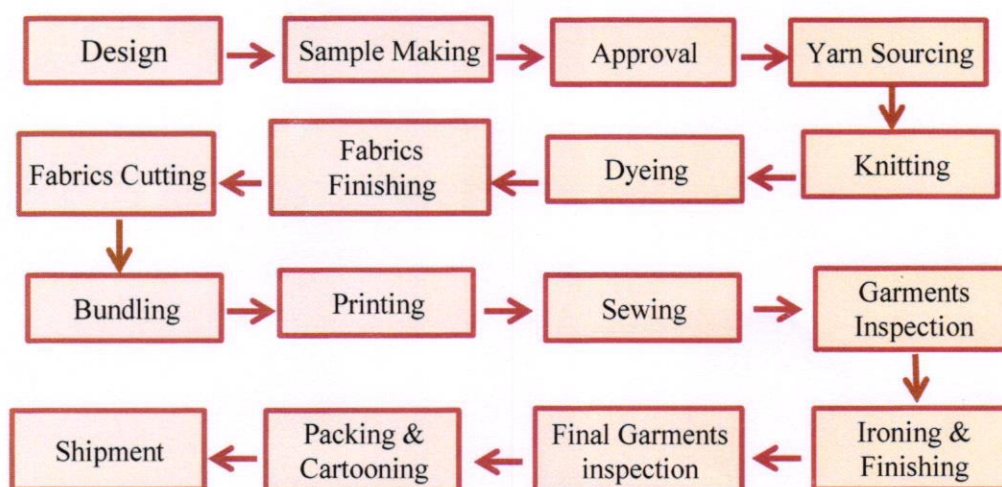 Design
Sample Making
Approval
Yarn Sourcing
Knitting
Dyeing
Fabrics
Finishing
Fabrics Cutting
Bundling
Printing
Sewing
Garments
Inspection
Ironing &
Finishing
Final Garments
inspection
Packing &
Cartooning
Shipment